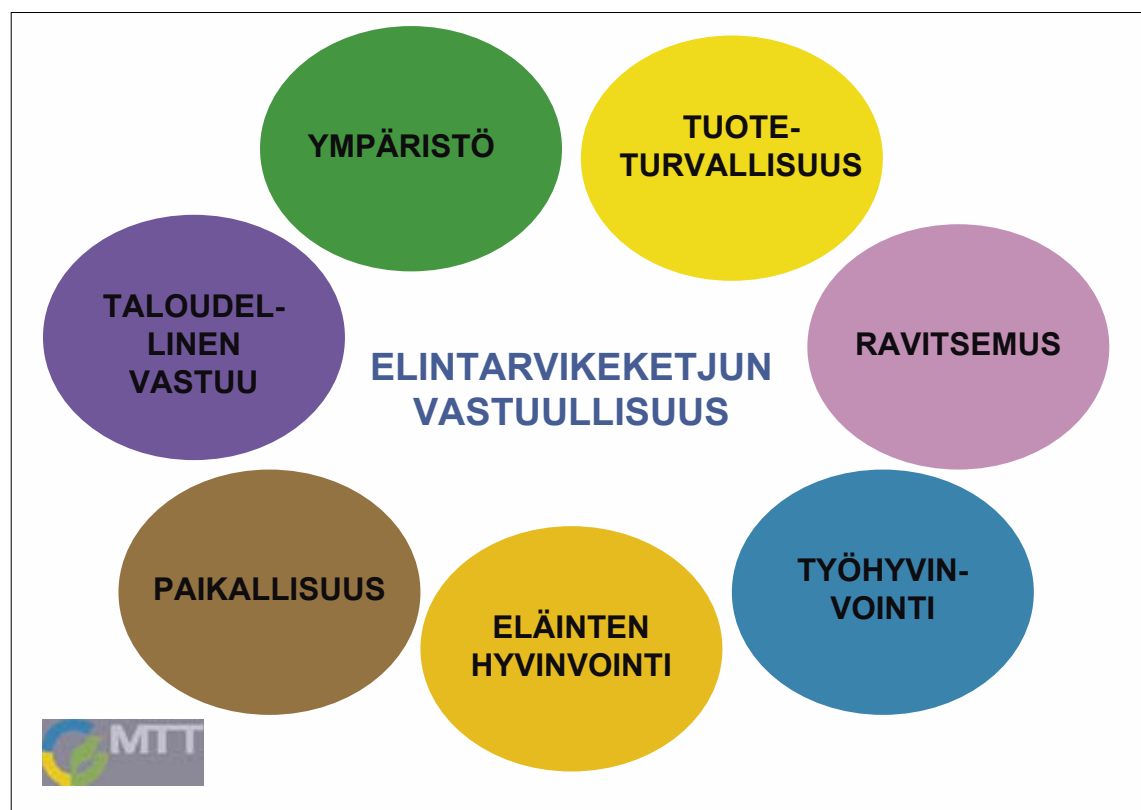 YMPÄRISTÖ
TUOTE-
TURVALLISUUS
TALOUDEL-
LINEN
VASTUU
RAVITSEMUS
ELINTARVIKEKETJUN
VASTUULLISUUS
PAIKALLISUUS
ELÄINTEN
HYVINVOINTI
TYÖHYVIN-
VOINTI
MTT